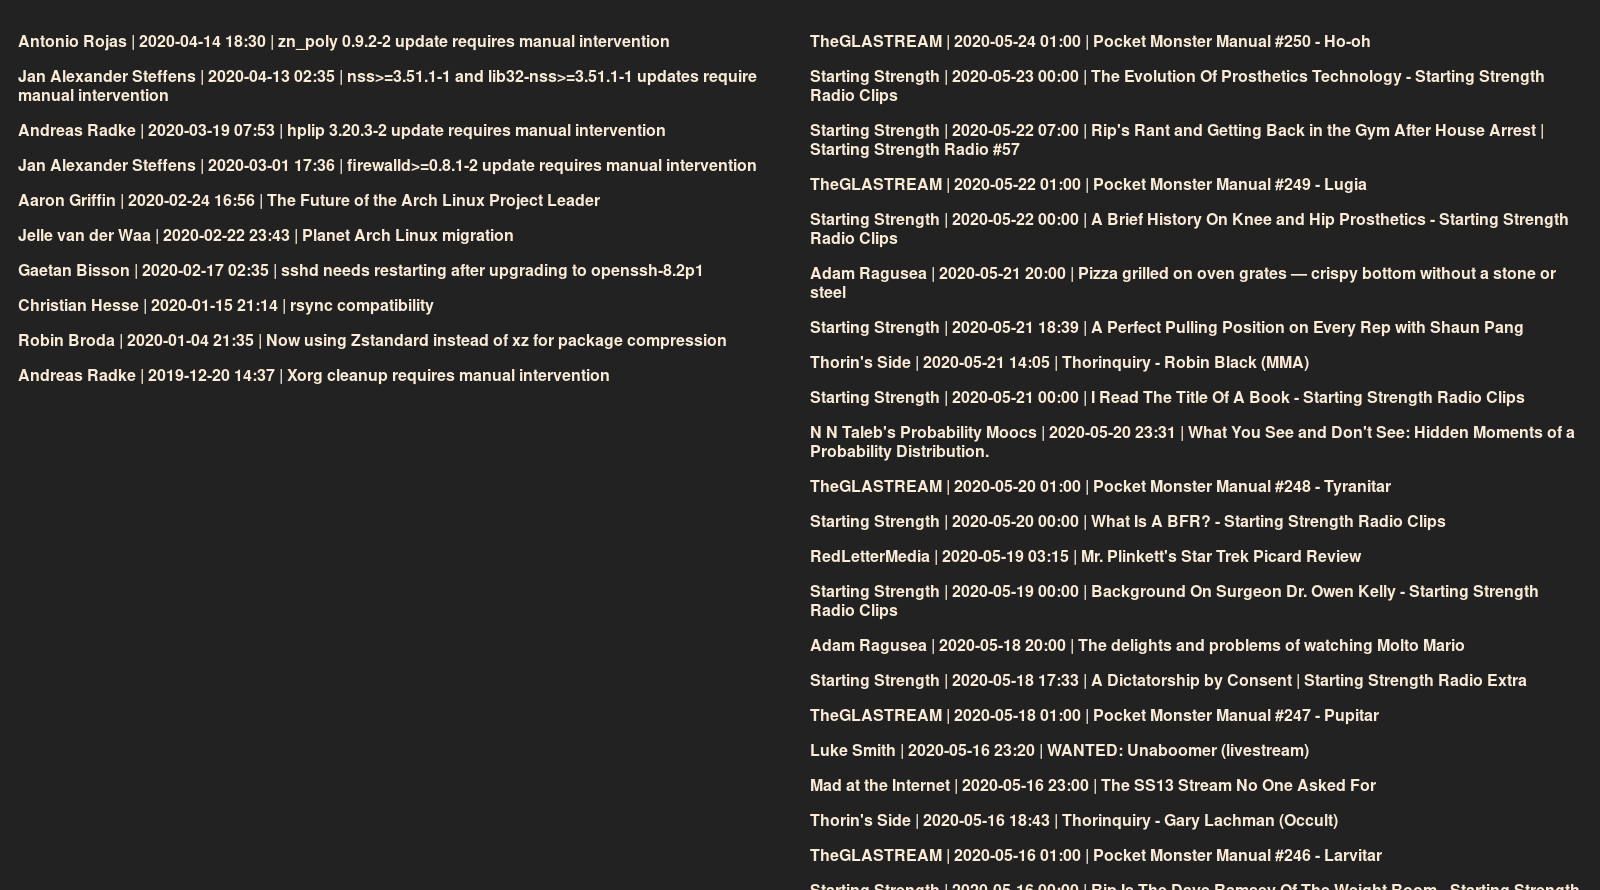 Antonio Rojas | 2020-04-14 18:30 | zn_poly 0.9.2-2 update requires manual intervention
Jan Alexander Steffens | 2020-04-13 02:35 | nss>=3.51.1-1 and lib32-nss>=3.51.1-1 updates require
manual intervention
Andreas Radke | 2020-03-19 07:53 | hplip 3.20.3-2 update requires manual intervention
Jan Alexander Steffens | 2020-03-01 17:36 | firewalld>=0.8.1-2 update requires manual intervention
Aaron Griffin | 2020-02-24 16:56 | The Future of the Arch Linux Project Leader
Jelle van der Waa | 2020-02-22 23:43 | Planet Arch Linux migration
Gaetan Bisson | 2020-02-17 02:35 | sshd needs restarting after upgrading to openssh-8.2p1
Christian Hesse | 2020-01-15 21:14 | rsync compatibility
Robin Broda | 2020-01-04 21:35 | Now using Zstandard instead of xz for package compression
Andreas Radke | 2019-12-20 14:37 | Xorg cleanup requires manual intervention
TheGLASTREAM | 2020-05-24 01:00 | Pocket Monster Manual #250 - Ho-oh
Starting Strength | 2020-05-23 00:00 | The Evolution Of Prosthetics Technology - Starting Strength
Radio Clips
Starting Strength | 2020-05-22 07:00 | Rip's Rant and Getting Back in the Gym After House Arrest |
Starting Strength Radio #57
TheGLASTREAM | 2020-05-22 01:00 | Pocket Monster Manual #249 - Lugia
Starting Strength | 2020-05-22 00:00 | A Brief History On Knee and Hip Prosthetics - Starting Strength
Radio Clips
Adam Ragusea | 2020-05-21 20:00 | Pizza grilled on oven grates — crispy bottom without a stone or
steel
Starting Strength | 2020-05-21 18:39 | A Perfect Pulling Position on Every Rep with Shaun Pang
Thorin's Side | 2020-05-21 14:05 | Thorinquiry - Robin Black (MMA)
Starting Strength | 2020-05-21 00:00 | I Read The Title Of A Book - Starting Strength Radio Clips
N N Taleb's Probability Moocs | 2020-05-20 23:31 | What You See and Don't See: Hidden Moments of a
Probability Distribution.
TheGLASTREAM | 2020-05-20 01:00 | Pocket Monster Manual #248 - Tyranitar
Starting Strength | 2020-05-20 00:00 | What Is A BFR? - Starting Strength Radio Clips
RedLetterMedia | 2020-05-19 03:15 | Mr. Plinkett's Star Trek Picard Review
Starting Strength | 2020-05-19 00:00 | Background On Surgeon Dr. Owen Kelly - Starting Strength
Radio Clips
Adam Ragusea | 2020-05-18 20:00 | The delights and problems of watching Molto Mario
Starting Strength | 2020-05-18 17:33 | A Dictatorship by Consent | Starting Strength Radio Extra
TheGLASTREAM | 2020-05-18 01:00 | Pocket Monster Manual #247 - Pupitar
Luke Smith | 2020-05-16 23:20 | WANTED: Unaboomer (livestream)
Mad at the Internet | 2020-05-16 23:00 | The SS13 Stream No One Asked For
Thorin's Side | 2020-05-16 18:43 | Thorinquiry - Gary Lachman (Occult)
TheGLASTREAM | 2020-05-16 01:00 | Pocket Monster Manual #246 - Larvitar
Starting Strength | 2020-05-16 00:00 | Rip Is The Dave Ramsey Of The Weight Room - Starting Strength